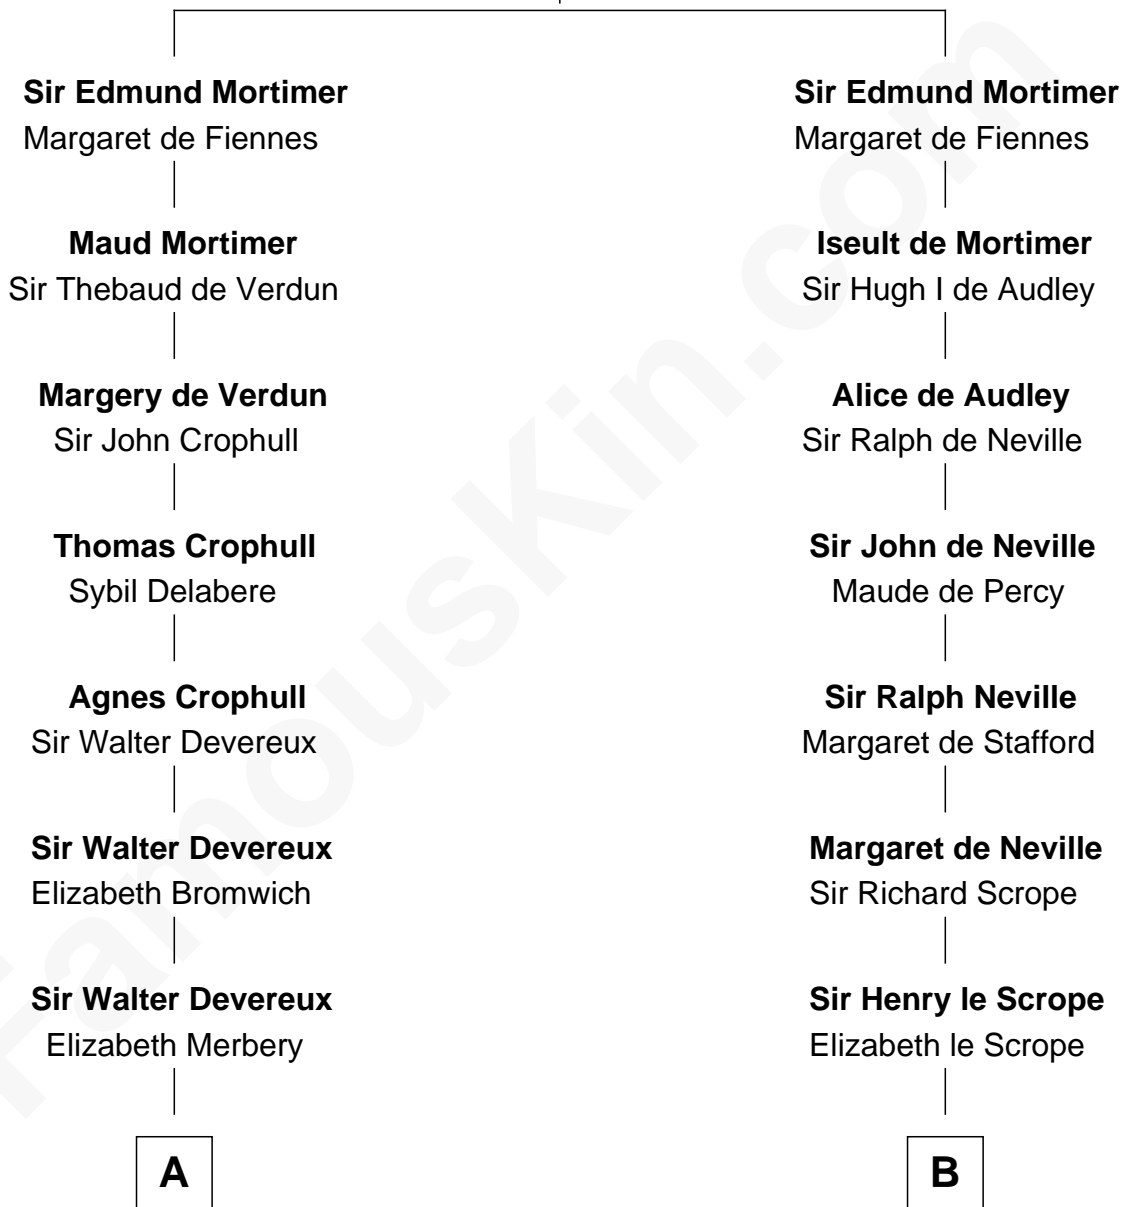 Sir Edmund Mortimer
Margaret de Fiennes
Maud Mortimer
Sir Thebaud de Verdun
Margery de Verdun
Sir John Crophull
Thomas Crophull
Sybil Delabere
Agnes Crophull
Sir Walter Devereux
Sir Walter Devereux
Elizabeth Bromwich
Sir Walter Devereux
Elizabeth Merbery
A
Sir Edmund Mortimer
Margaret de Fiennes
Iseult de Mortimer
Sir Hugh I de Audley
Alice de Audley
Sir Ralph de Neville
Sir John de Neville
Maude de Percy
Sir Ralph Neville
Margaret de Stafford
Margaret de Neville
Sir Richard Scrope
Sir Henry le Scrope
Elizabeth le Scrope
B
FamousKin.com